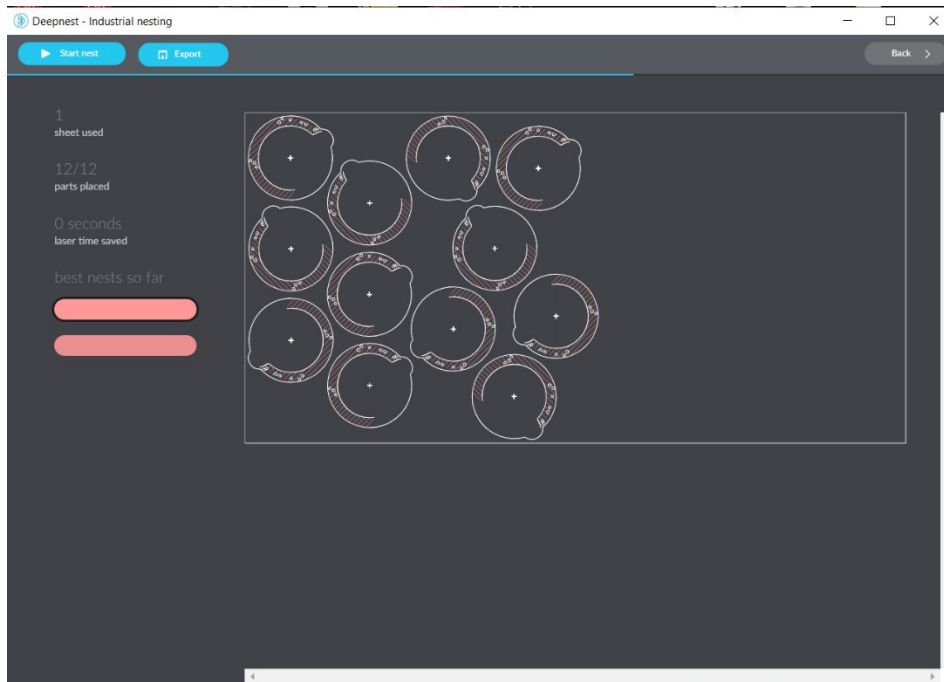 Deepnest - Industrial nesting
Start nest
Export
Back
1
sheet used
12/12
parts placed
0 seconds
laser time saved
best nests so far